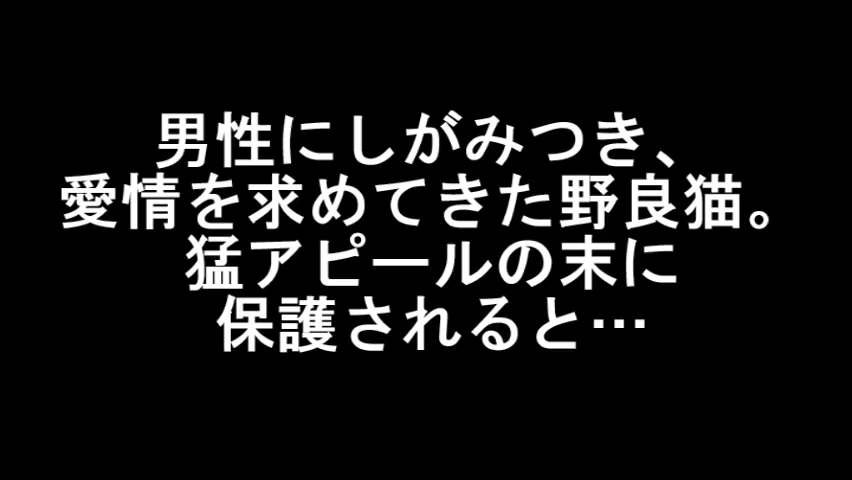 男性にしがみつき、
愛情を求めてきた野良猫。
猛アピールの末に
保護されると…